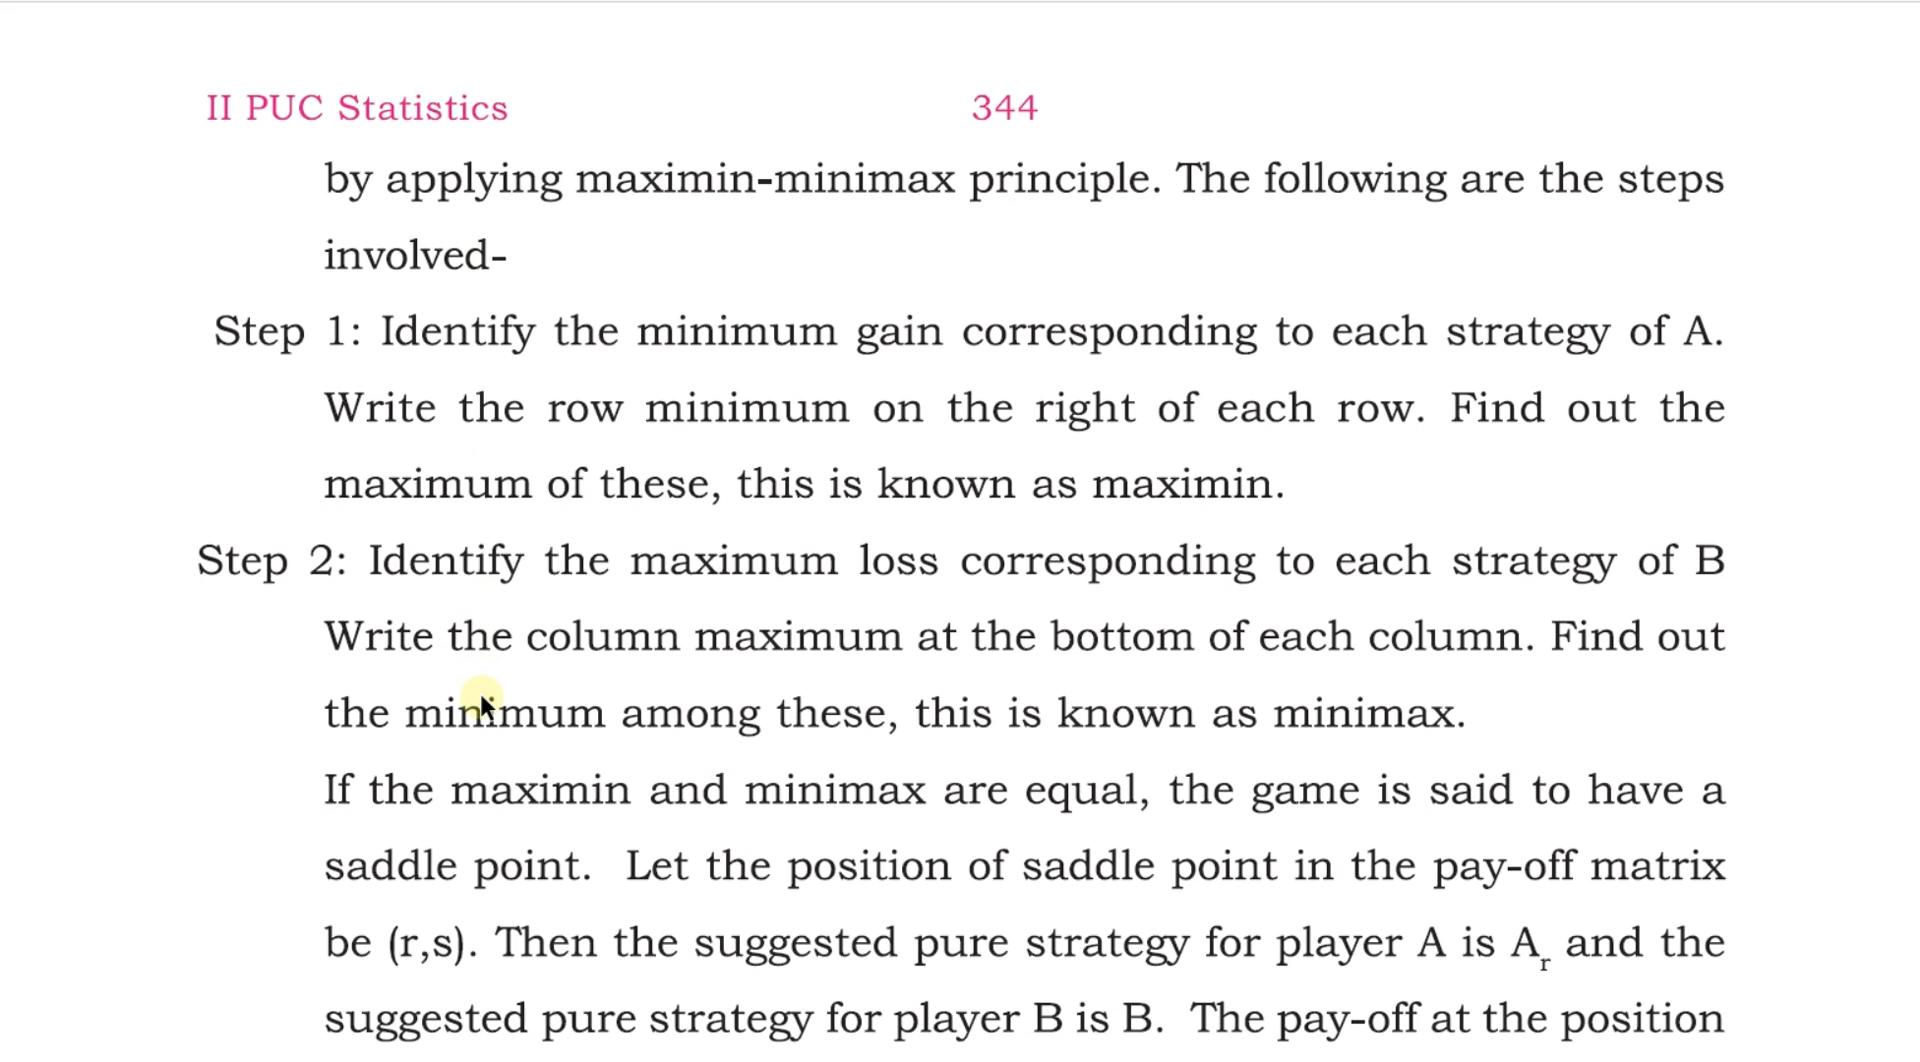 II PUC Statistics 344
by applying maximin-minimax principle. The following are the steps
involved-
Step 1: Identify the minimum gain corresponding to each strategy of A.
Write the row minimum on the right of each row. Find out the
maximum of these, this is known as maximin.
Step 2: Identify the maximum loss corresponding to each strategy of B
Write the column maximum at the bottom of each column. Find out
the minimum among these, this is known as minimax.
If the maximin and minimax are equal, the game is said to have a
saddle point. Let the position of saddle point in the pay-off matrix
be (r,s). Then the suggested pure strategy for player A is Aᵣ and the
suggested pure strategy for player B is B. The pay-off at the position